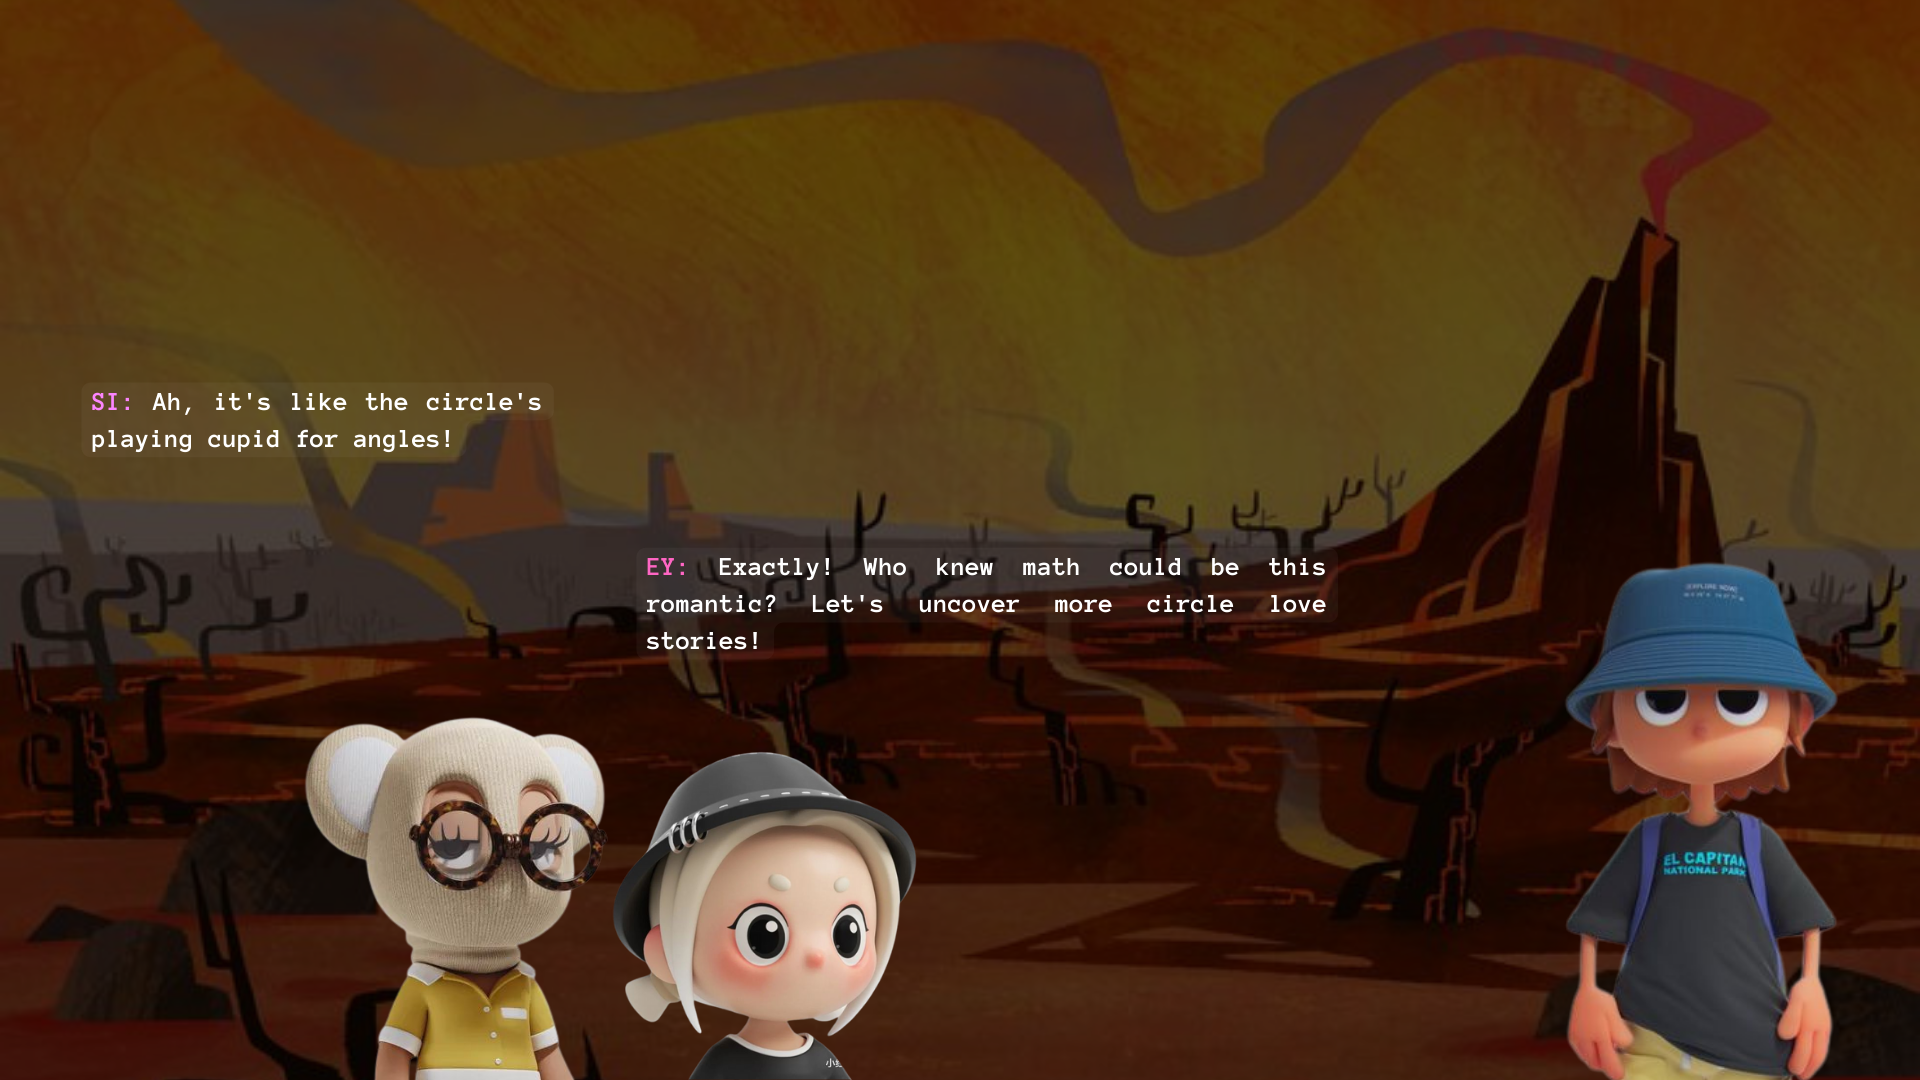 SI: Ah, it's like the circle's
playing cupid for angles!
EY: Exactly! Who knew math could be this
romantic? Let's uncover more circle love
stories!
EL CAPITAN
NATIONAL PARK